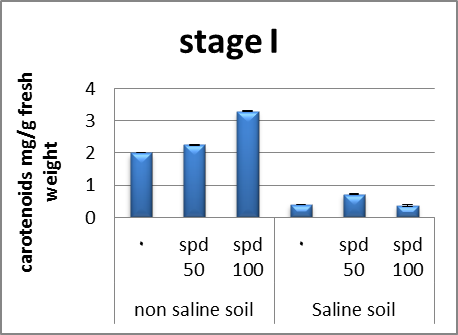 stage I
carotenoids mg/g fresh
weight
4
3
2
1
0
spd
50
spd
100
spd
50
spd
100
non saline soil
Saline soil